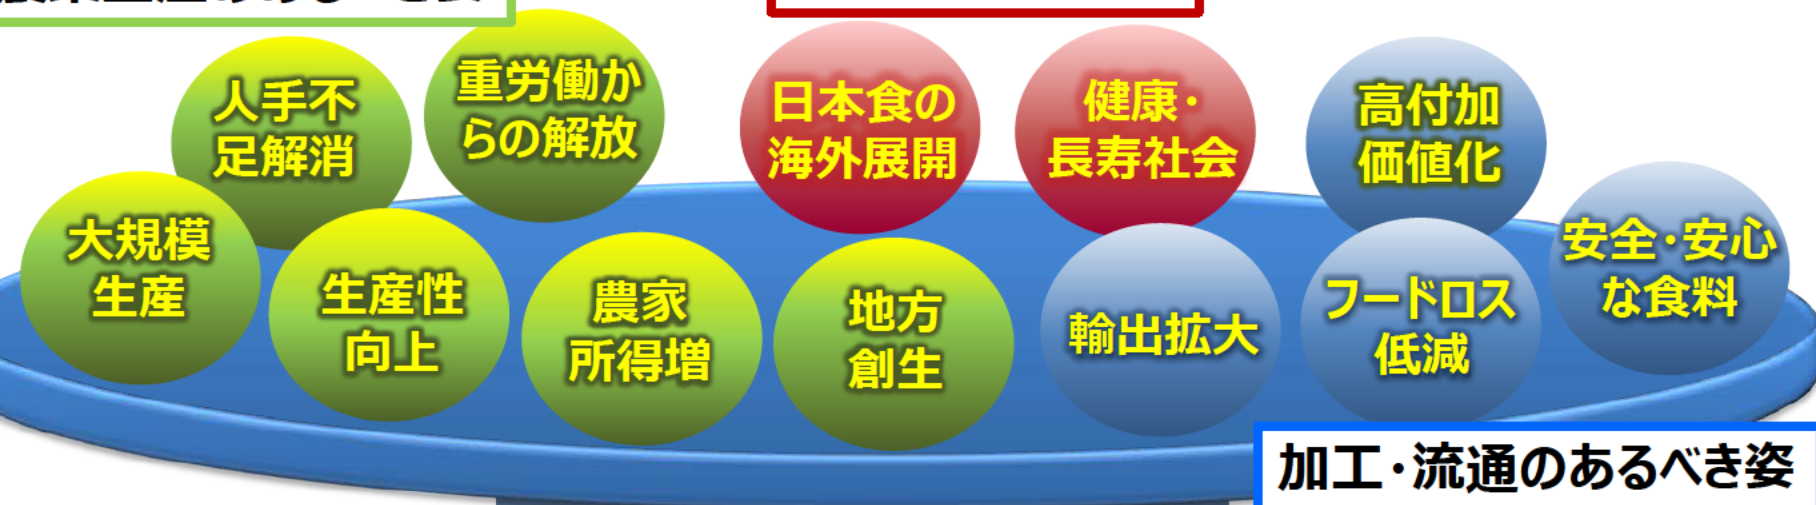 人手不
足解消
重労働か
らの解放
日本食の
海外展開
健康・
長寿社会
高付加
価値化
大規模
生産
生産性
向上
農家
所得増
地方
創生
輸出拡大
フードロス
低減
安全・安心
な食料
加工・流通のあるべき姿